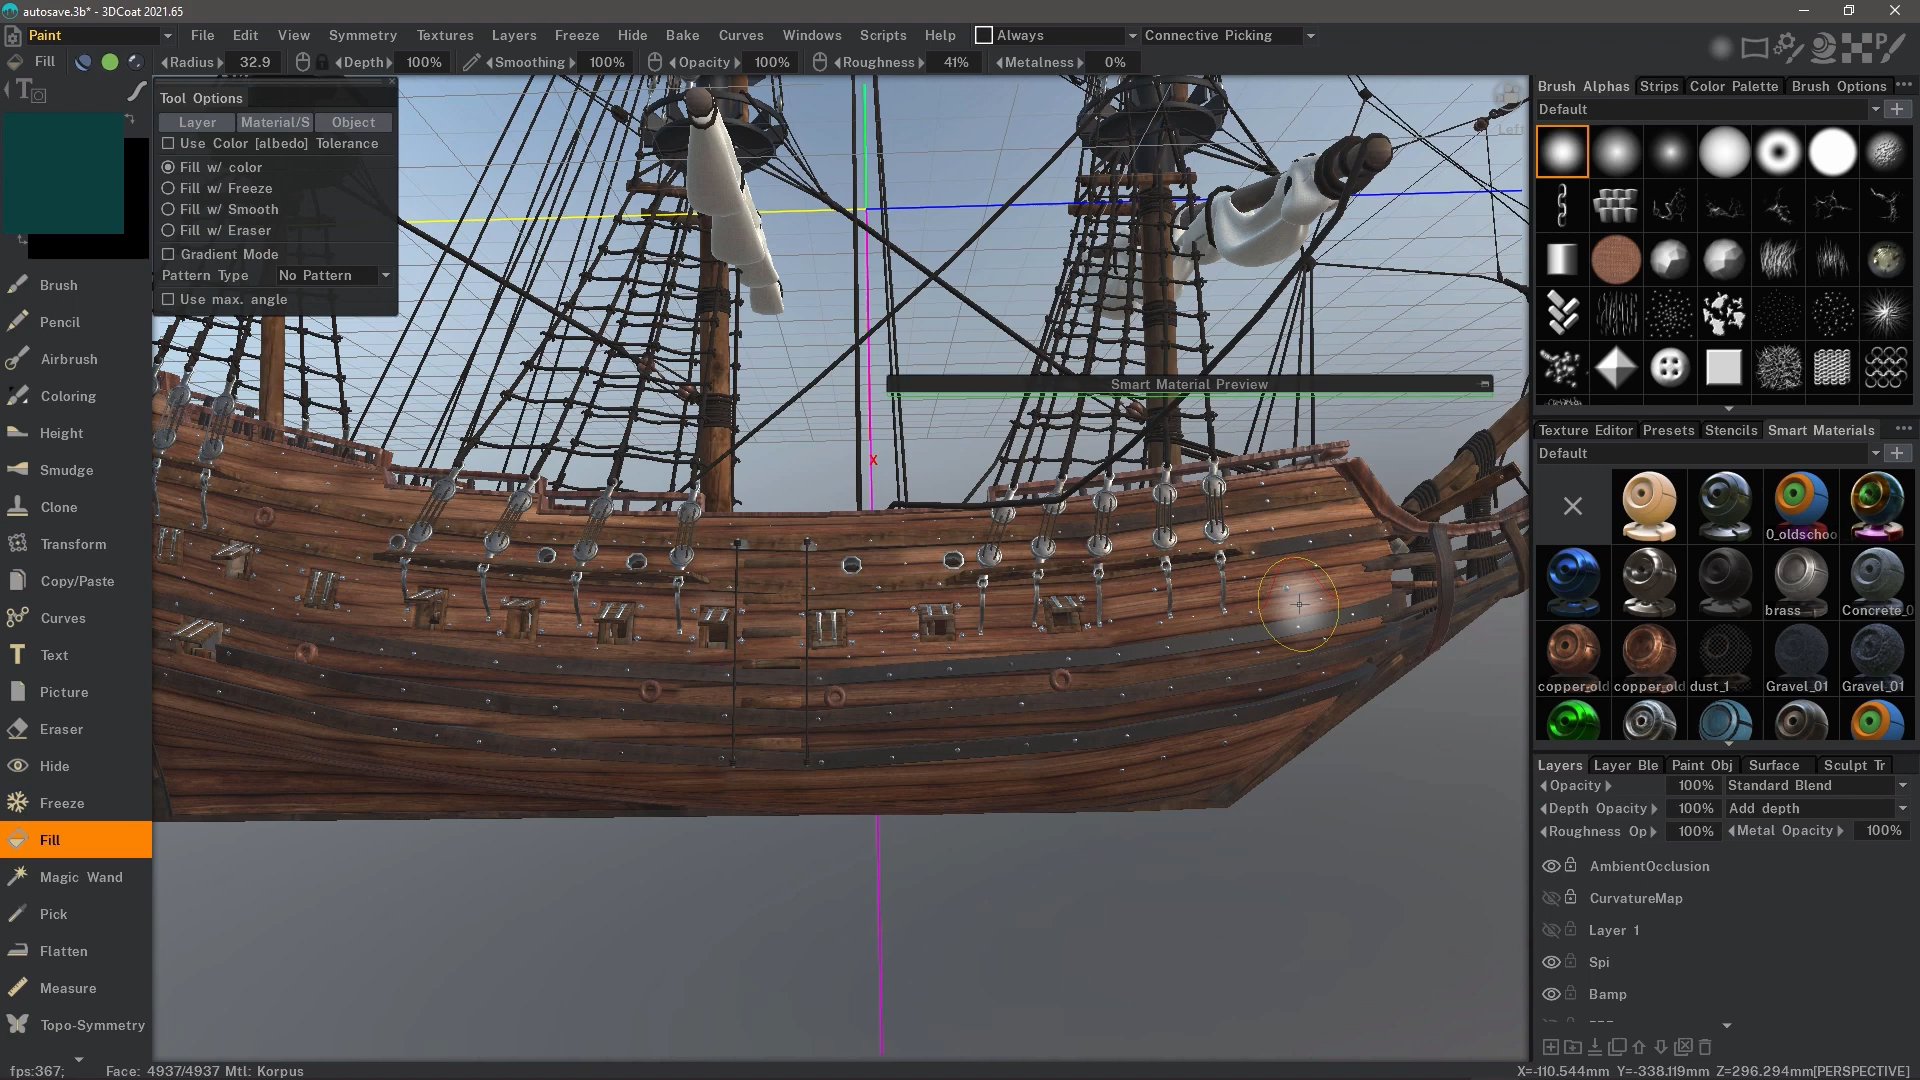 autosave.3b* - 3DCoat 2021.65
Paint File Edit View Symmetry Textures Layers Freeze Hide Bake Curves Windows Scripts Help Always Connective Picking
Fill Radius 32.9 Depth 100% Smoothing 100% Opacity 100% Roughness 41% Metalness 0%
Tool Options
Layer Material/S Object
Use Color [albedo] Tolerance
Fill w/ color
Fill w/ Freeze
Fill w/ Smooth
Fill w/ Eraser
Gradient Mode
Pattern Type No Pattern
Use max. angle
Brush
Pencil
Airbrush
Coloring
Height
Smudge
Clone
Transform
Copy/Paste
Curves
Text
Picture
Eraser
Hide
Freeze
Fill
Magic Wand
Pick
Flatten
Measure
Topo-Symmetry
Left
X
Smart Material Preview
Brush Alphas Strips Color Palette Brush Options
Default
Texture Editor Presets Stencils Smart Materials
Default
0_oldschoo
brass Concrete_0
copper_old copper_old dust_1 Gravel_01 Gravel_01
Layers Layer Ble Paint Obj Surface Sculpt Tr
Opacity 100% Standard Blend
Depth Opacity 100% Add depth
Roughness Op 100% Metal Opacity 100%
AmbientOcclusion
CurvatureMap
Layer 1
Spi
Bamp
fps:367; Face: 4937/4937 Mtl: Korpus X=-110.544mm Y=-338.119mm Z=296.294mm[PERSPECTIVE]